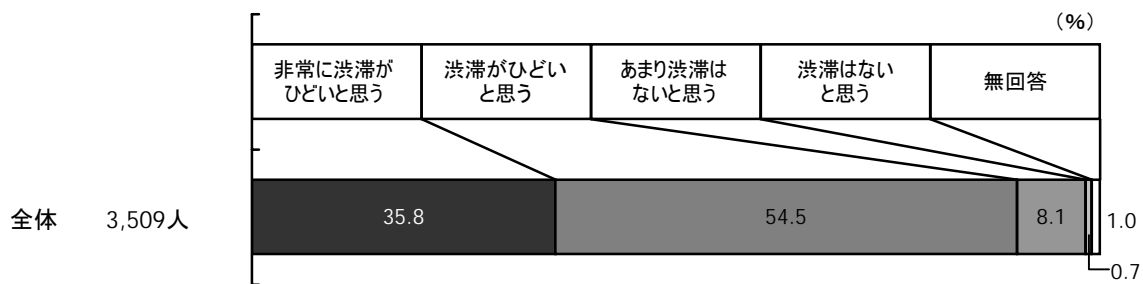 （%）
非常に渋滞が
ひどいと思う
渋滞がひどい
と思う
あまり渋滞は
ないと思う
渋滞はない
と思う
無回答
全体 3,509人
35.8
54.5
8.1
1.0
0.7